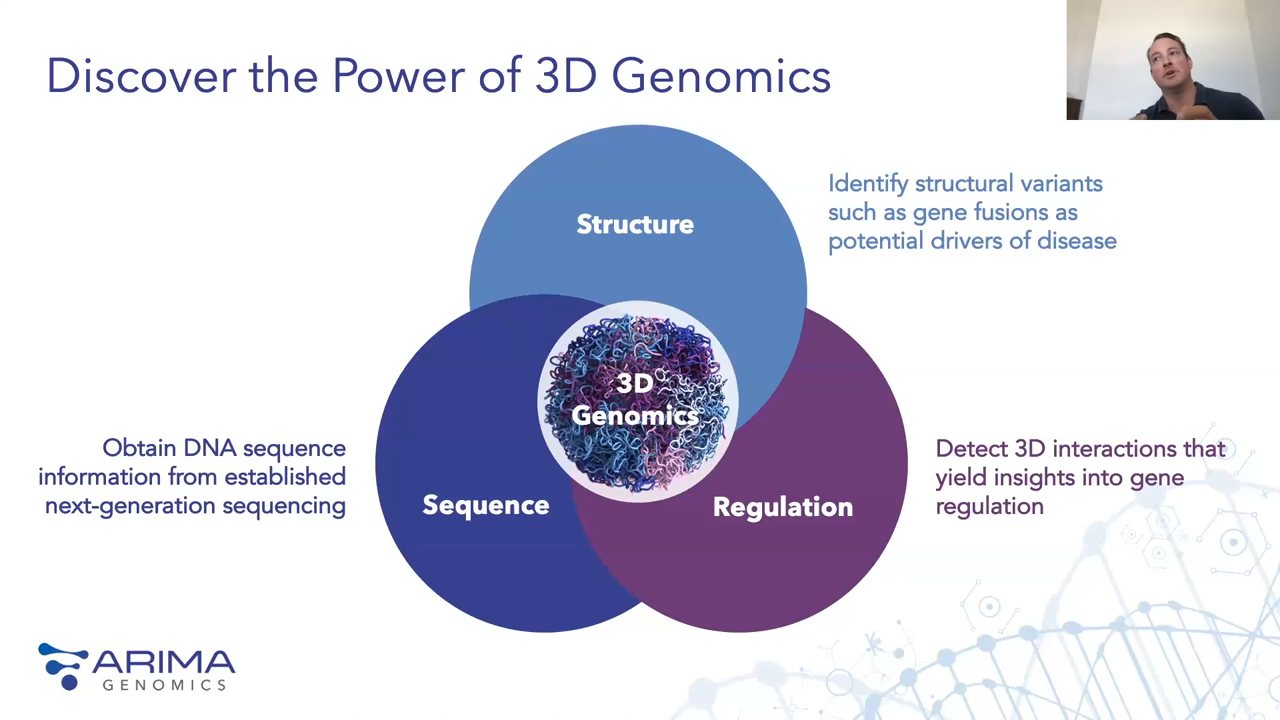 Discover the Power of 3D Genomics
Structure
Identify structural variants
such as gene fusions as
potential drivers of disease
3D
Genomics
Obtain DNA sequence
information from established
next-generation sequencing
Sequence
Regulation
Detect 3D interactions that
yield insights into gene
regulation
ARIMA
GENOMICS